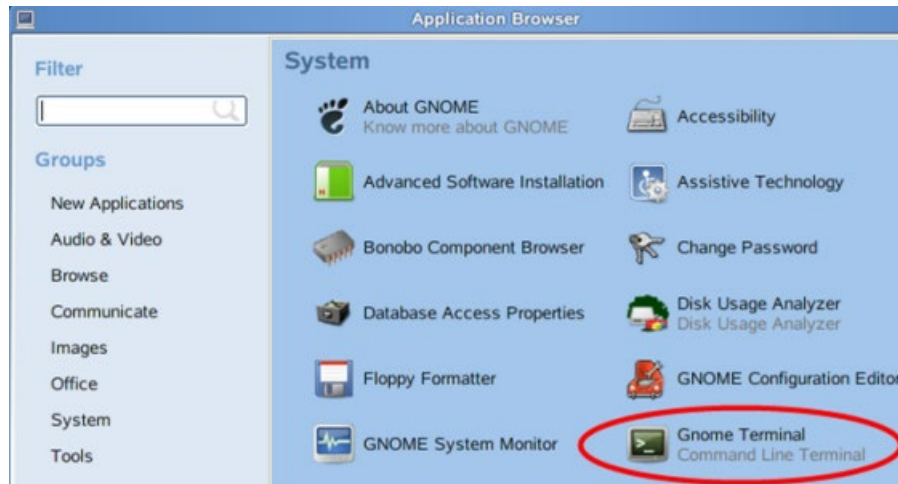 Application Browser
Filter
Groups
New Applications
Audio & Video
Browse
Communicate
Images
Office
System
Tools
System
About GNOME
Know more about GNOME
Accessibility
Advanced Software Installation
Assistive Technology
Bonobo Component Browser
Change Password
Database Access Properties
Disk Usage Analyzer
Disk Usage Analyzer
Floppy Formatter
GNOME Configuration Editor
GNOME System Monitor
Gnome Terminal
Command Line Terminal